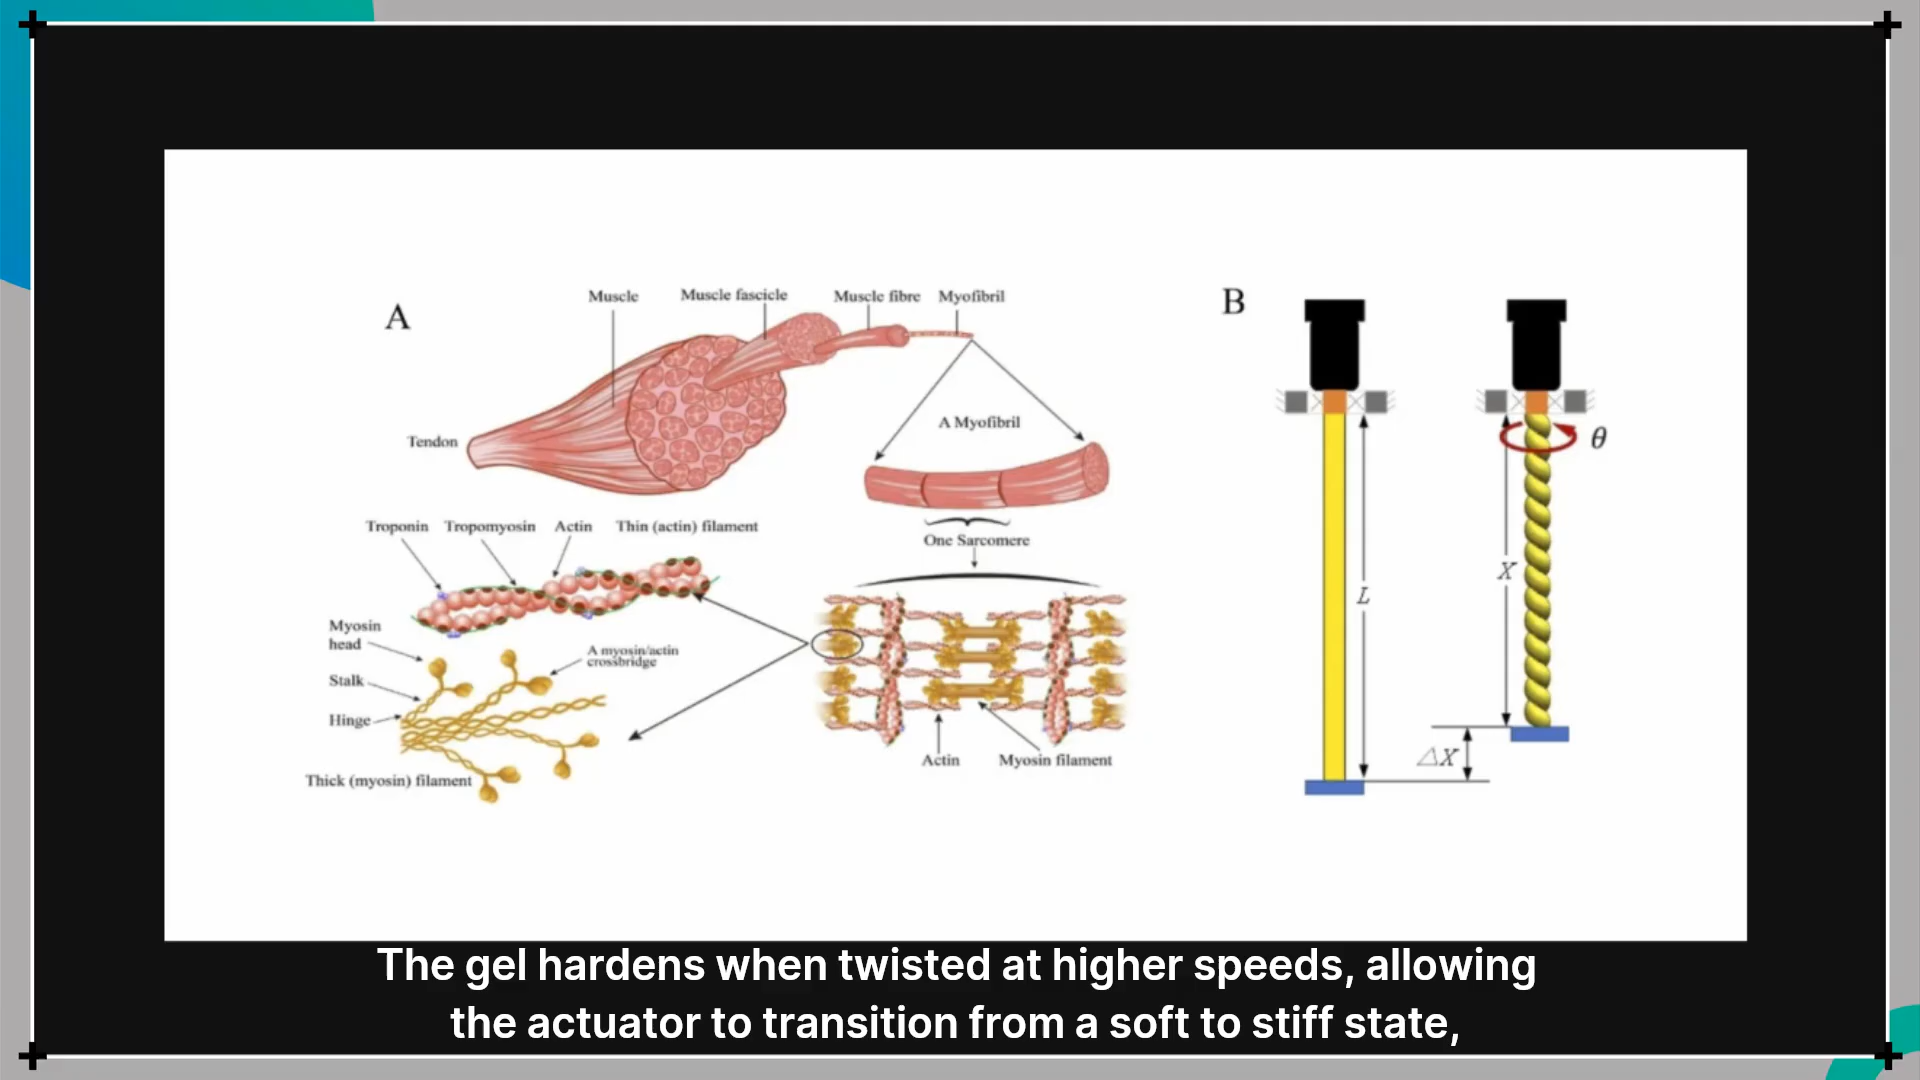 A
Muscle
Muscle fascicle
Muscle fibre
Myofibril
Tendon
A Myofibril
One Sarcomere
Troponin
Tropomyosin
Actin
Thin (actin) filament
Myosin
head
A myosin/actin
crossbridge
Stalk
Hinge
Thick (myosin) filament
Actin
Myosin filament
B
θ
L
X
△X
The gel hardens when twisted at higher speeds, allowing
the actuator to transition from a soft to stiff state,